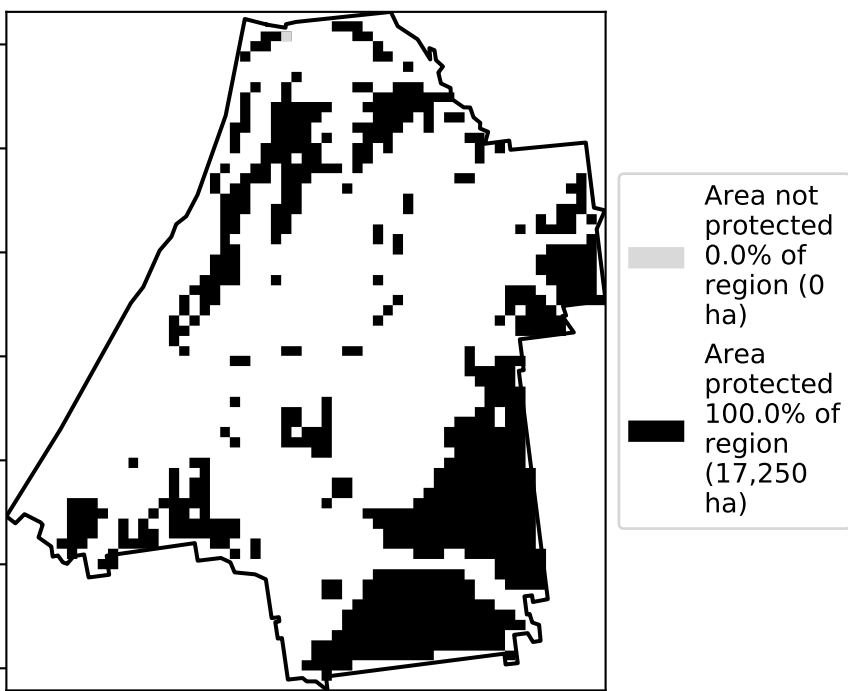 Area not
protected
0.0% of
region (0
ha)
Area
protected
100.0% of
region
(17,250
ha)